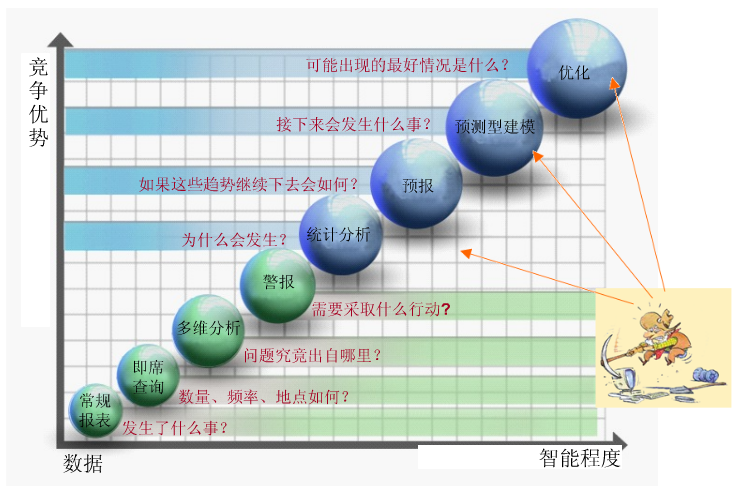 竞争优势
可能出现的最好情况是什么?
优化
接下来会发生什么事?
预测型建模
如果这些趋势继续下去会如何?
预报
为什么会发生?
统计分析
警报
需要采取什么行动?
多维分析
问题究竟出自哪里?
即席
查询
数量、频率、地点如何?
常规
报表
发生了什么事?
数据
智能程度